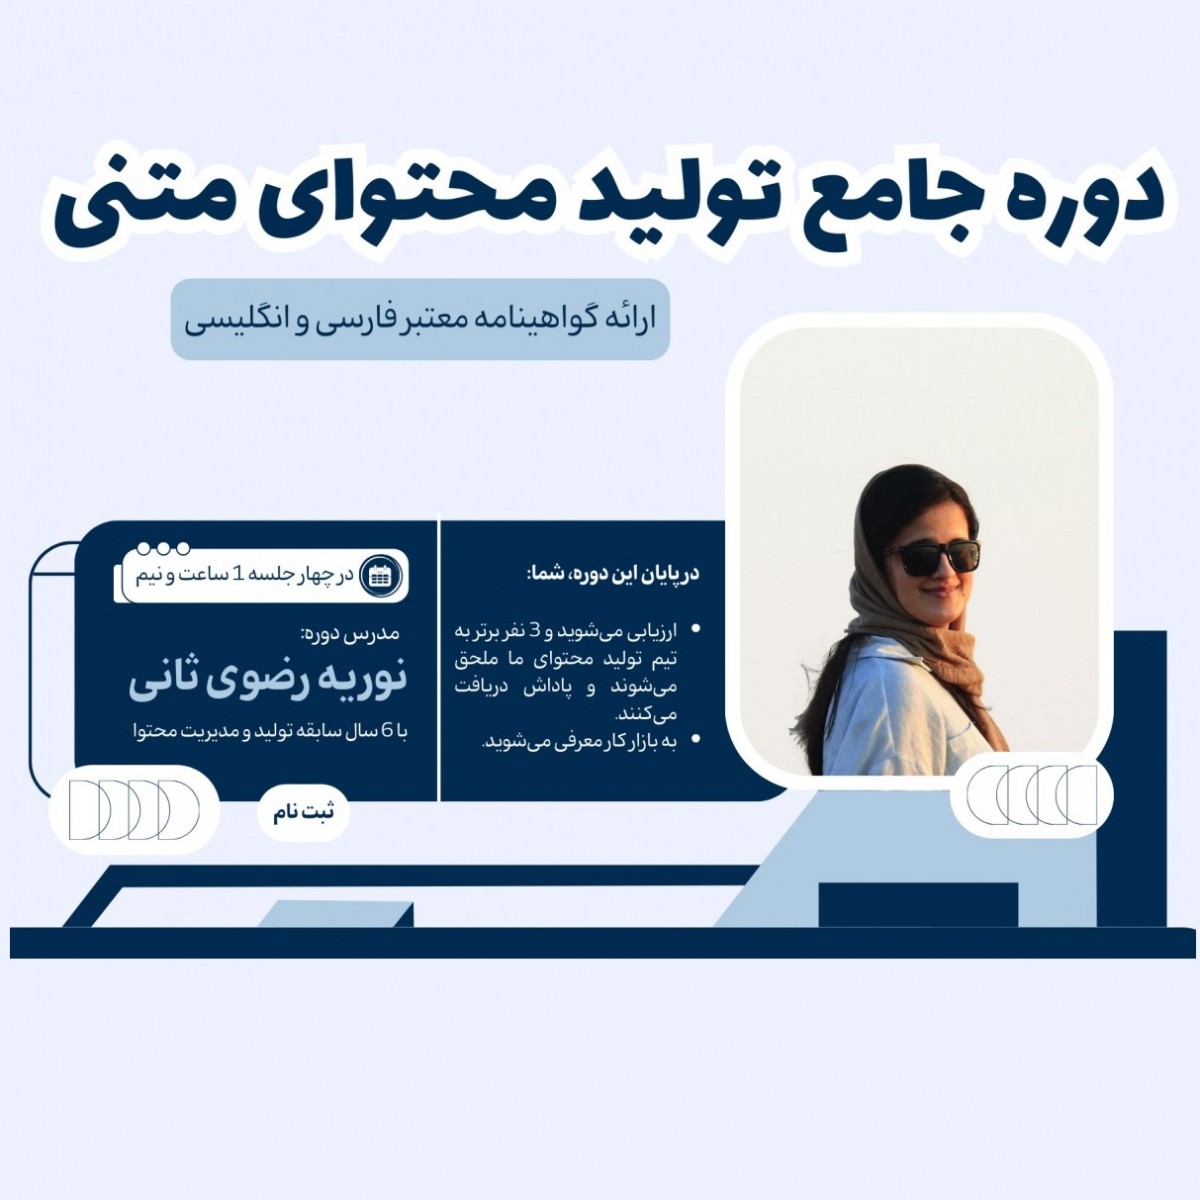 دوره جامع تولید محتوای متنی
ارائه گواهینامه معتبر فارسی و انگلیسی
در پایان این دوره، شما:
ارزیابی می‌شوید و 3 نفر برتر به
تیم تولید محتوای ما ملحق
می‌شوند و پاداش دریافت
می‌کنند.
به بازار کار معرفی می‌شوید.
در چهار جلسه 1 ساعت و نیم
مدرس دوره:
نوریه رضوی ثانی
با 6 سال سابقه تولید و مدیریت محتوا
ثبت نام